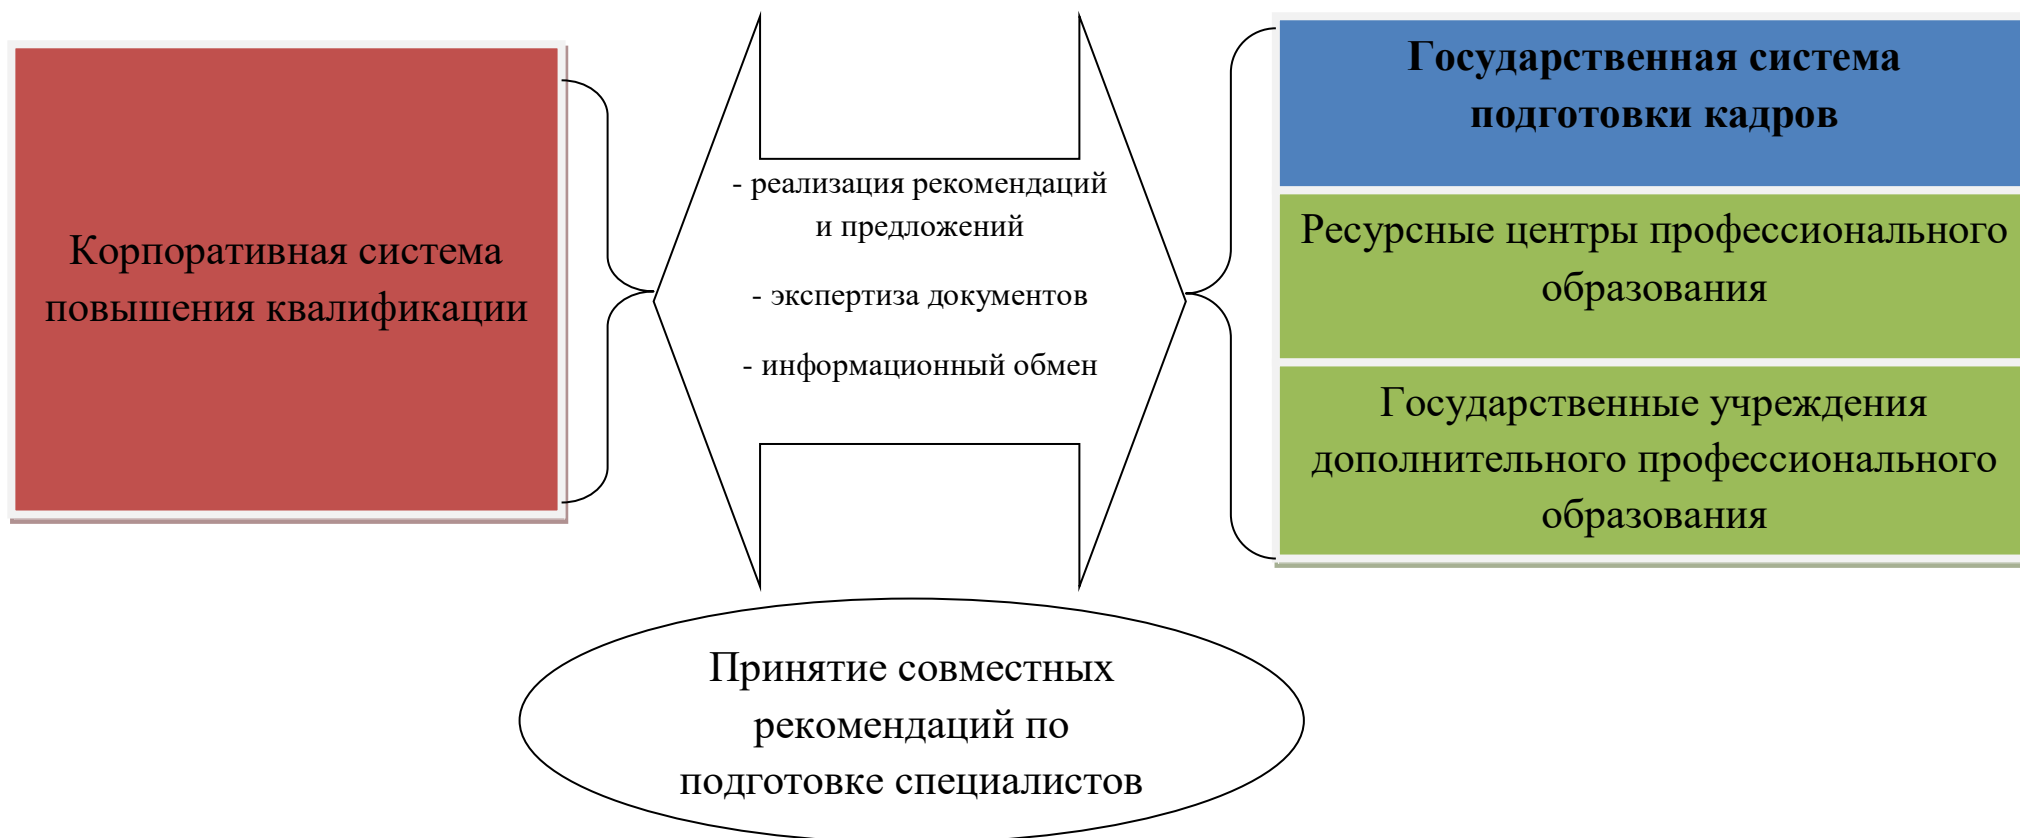 Корпоративная система
повышения квалификации
- реализация рекомендаций
и предложений
- экспертиза документов
- информационный обмен
Государственная система
подготовки кадров
Ресурсные центры профессионального
образования
Государственные учреждения
дополнительного профессионального
образования
Принятие совместных
рекомендаций по
подготовке специалистов